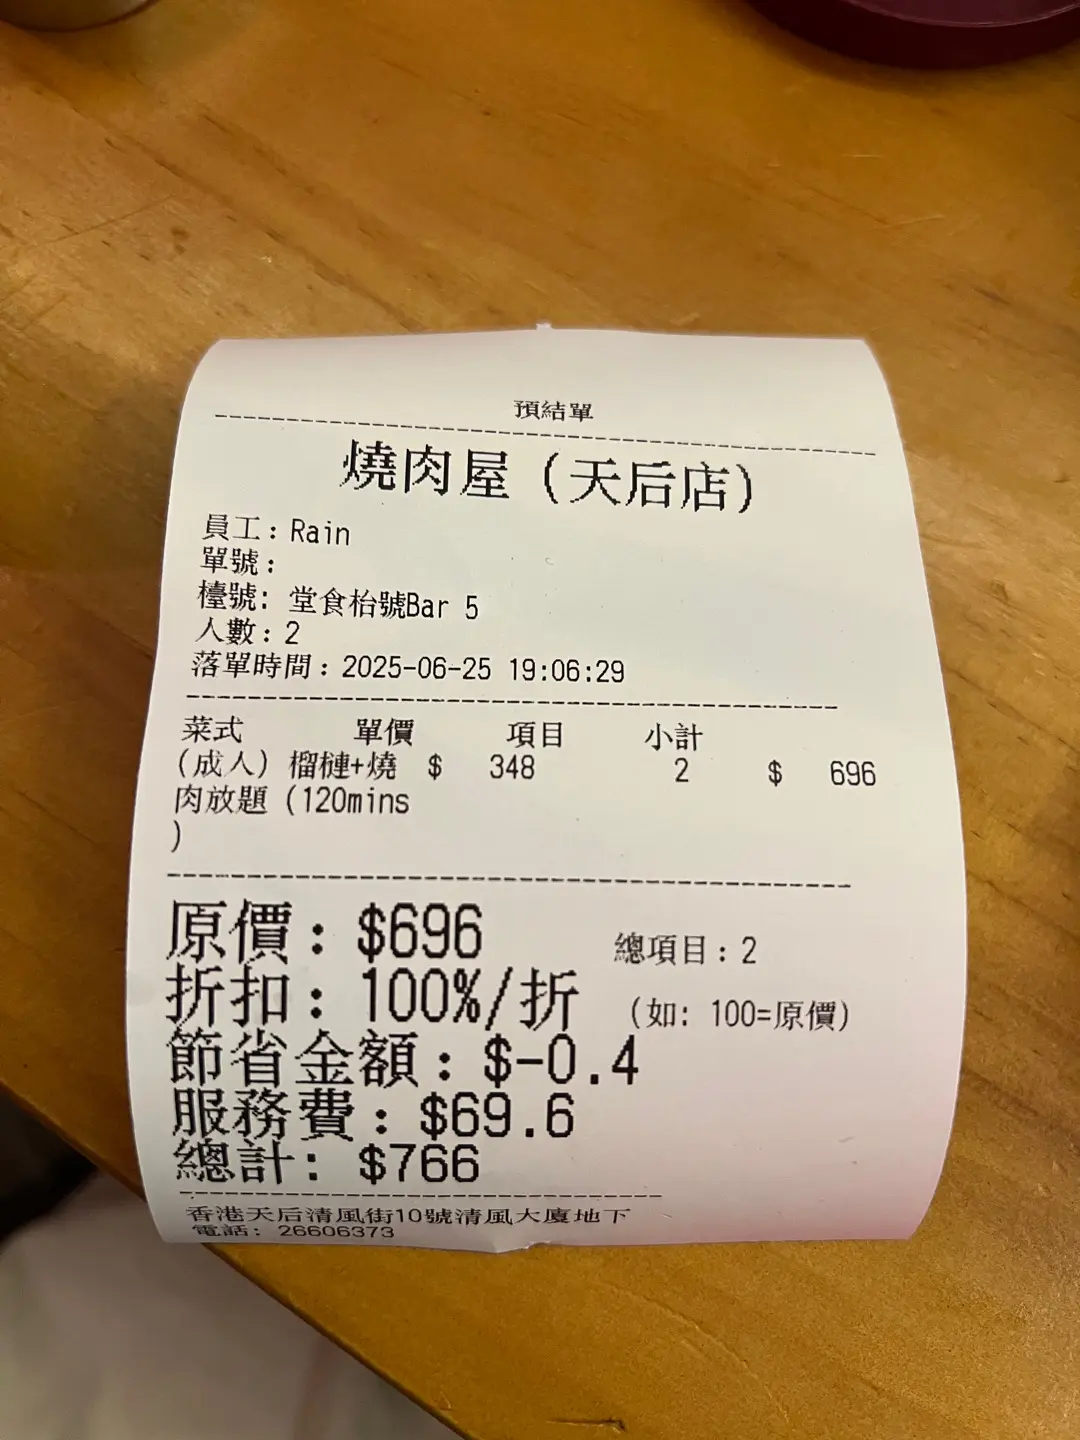 預結單
燒肉屋（天后店）
員工：Rain
單號：
檯號: 堂食枱號Bar 5
人數：2
落單時間：2025-06-25 19:06:29
菜式 單價 項目 小計
（成人）榴槤+燒 $ 348 2 $ 696
肉放題（120mins
）
原價：$696 總項目：2
折扣：100%/折 （如: 100=原價）
節省金額：$-0.4
服務費：$69.6
總計：$766
香港天后清風街10號清風大廈地下
電話: 26606373